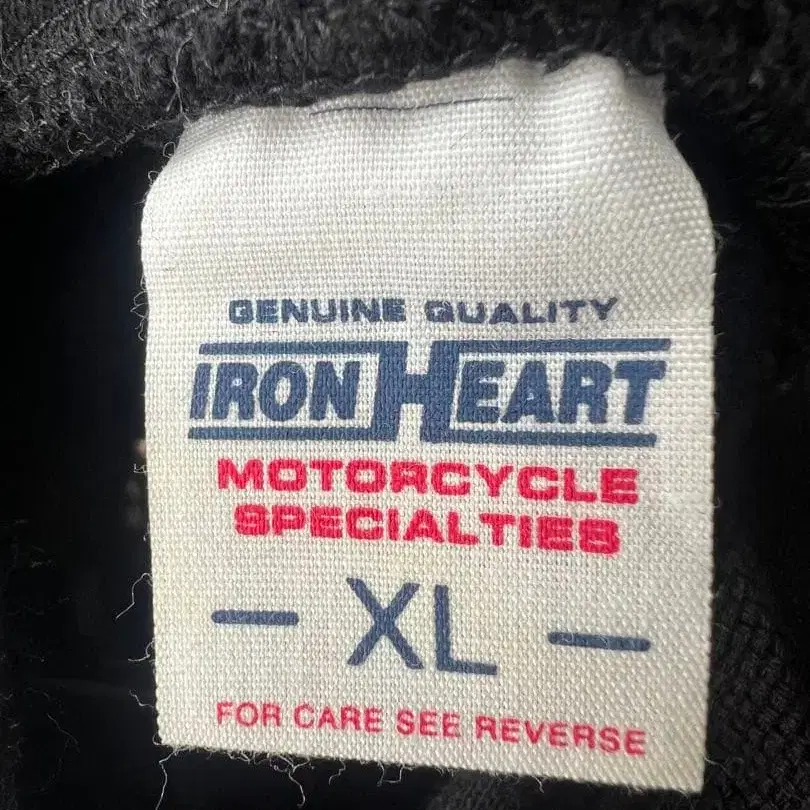 GENUINE QUALITY
IRON HEART
MOTORCYCLE
SPECIALTIES
- XL -
FOR CARE SEE REVERSE